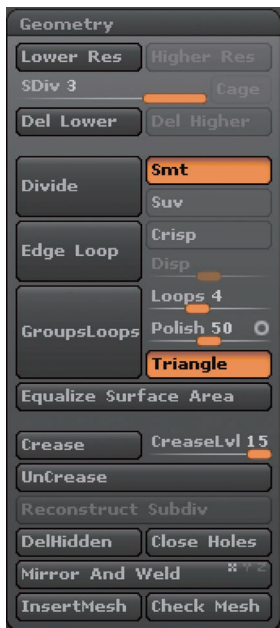 Geometry
Lower Res Higher Res
SDiv 3 Cage
Del Lower Del Higher
Divide Smt
Suv
Edge Loop Crisp
Disp
GroupsLoops Loops 4
Polish 50
Triangle
Equalize Surface Area
Crease CreaseLvl 15
UnCrease
Reconstruct Subdiv
DelHidden Close Holes
Mirror And Weld X Y Z
InsertMesh Check Mesh